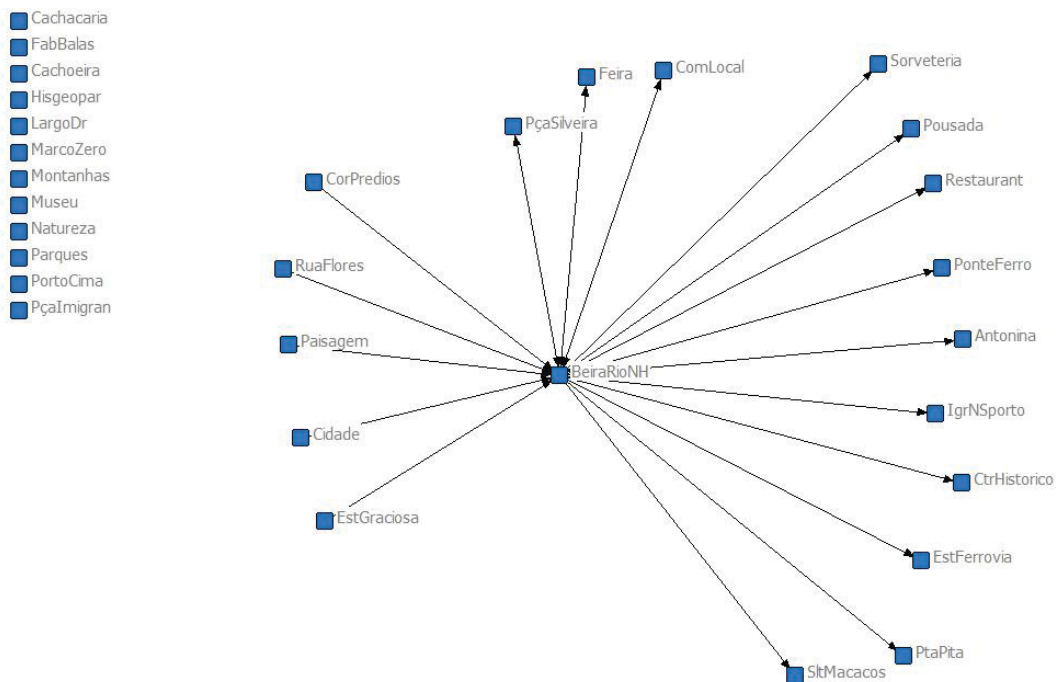 Cachacaria
FabBalas
Cachoeira
Hisgeopar
LargoDr
MarcoZero
Montanhas
Museu
Natureza
Parques
PortoCima
PçaImigran
Sorveteria
ComLocal
Feira
PçaSilveira
Pousada
CorPredios
Restaurant
RuaFlores
PonteFerro
Paisagem
Antonina
BeiraRioNH
IgrNSporto
Cidade
CtrHistorico
EstGraciosa
EstFerrovia
PtaPita
SltMacacos